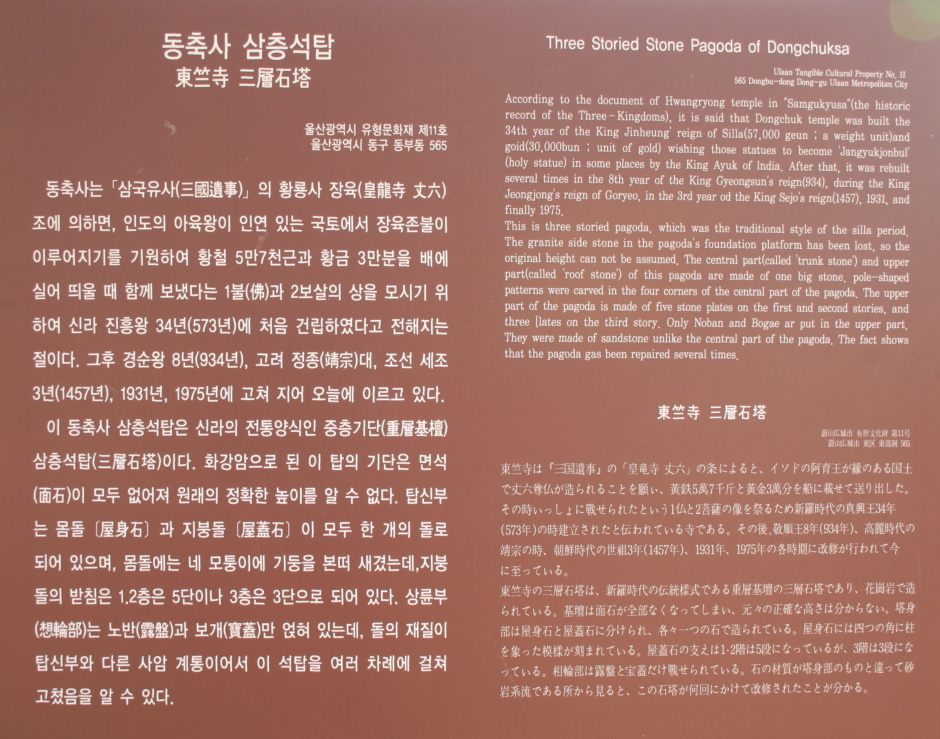 동축사 삼층석탑
東竺寺 三層石塔
울산광역시 유형문화재 제11호
울산광역시 동구 동부동 565
동축사는「삼국유사(三國遺事)」의 황룡사 장육(皇龍寺 丈六)
조에 의하면, 인도의 아육왕이 인연 있는 국토에서 장육존불이
이루어지기를 기원하여 황철 5만7천근과 황금 3만분을 배에
실어 띄울 때 함께 보냈다는 1불(佛)과 2보살의 상을 모시기 위
하여 신라 진흥왕 34년(573년)에 처음 건립하였다고 전해지는
절이다. 그후 경순왕 8년(934년), 고려 정종(靖宗)대, 조선 세조
3년(1457년), 1931년, 1975년에 고쳐 지어 오늘에 이르고 있다.
이 동축사 삼층석탑은 신라의 전통양식인 중층기단(重層基檀)
삼층석탑(三層石塔)이다. 화강암으로 된 이 탑의 기단은 면석
(面石)이 모두 없어져 원래의 정확한 높이를 알 수 없다. 탑신부
는 몸돌〔屋身石〕과 지붕돌〔屋蓋石〕이 모두 한 개의 돌로
되어 있으며, 몸돌에는 네 모퉁이에 기둥을 본떠 새겼는데,지붕
돌의 받침은 1,2층은 5단이나 3층은 3단으로 되어 있다. 상륜부
(想輪部)는 노반(露盤)과 보개(寶蓋)만 얹혀 있는데, 돌의 재질이
탑신부와 다른 사암 계통이어서 이 석탑을 여러 차례에 걸쳐
고쳤음을 알 수 있다.
Three Storied Stone Pagoda of Dongchuksa
Ulsan Tangible Cultural Property No. 11
565 Dongbu-dong Dong-gu Ulsan Metropolitan City
According to the document of Hwangryong temple in "Samgukyusa"(the historic
record of the Three-Kingdoms), it is said that Dongchuk temple was built the
34th year of the King Jinheung' reign of Silla(57,000 geun ; a weight unit)and
goid(30,000bun ; unit of gold) wishing those statues to become 'Jangyukjonbul'
(holy statue) in some places by the King Ayuk of India. After that, it was rebuilt
several times in the 8th year of the King Gyeongsun's reign(934), during the King
Jeongjong's reign of Goryeo, in the 3rd year od the King Sejo's reign(1457), 1931, and
finally 1975.
This is three storied pagoda. which was the traditional style of the silla period.
The granite side stone in the pagoda's foundation platform has been lost, so the
original height can not be assumed. The central part(called 'trunk stone') and upper
part(called 'roof stone') of this pagoda are made of one big stone. pole-shaped
patterns were carved in the four corners of the central part of the pagoda. The upper
part of the pagoda is made of five stone plates on the first and second stories, and
three [lates on the third story. Only Noban and Bogae ar put in the upper part.
They were made of sandstone unlike the central part of the pagoda. The fact shows
that the pagoda gas been repaired several times.
東竺寺 三層石塔
蔚山広城市 有形文化財 第11号
蔚山広城市 東区 東部洞 565
東竺寺は『三国遺事』の「皇竜寺 丈六」の条によると、イソドの阿育王が縁のある国土
で丈六尊仏が造られることを願い、黄鉄5万7千斤と黄金3万分を船に載せて送り出した。
その時いっしょに戦せられたという1仏と2菩薩の像を祭るため新羅時代の真興王34年
(573年)の時建立されたと伝われている寺である。その後,敬順王8年(934年)、高麗時代の
靖宗の時、朝鮮時代の世祖3年(1457年)、1931年、1975年の各時期に改修が行われて今
に至っている。
東竺寺の三層石塔は、新羅時代の伝統様式である重層基壇の三層石塔であり、花崗岩で造
られている。基壇は面石が全部なくなってしまい、元々の正確な高さは分からない。塔身
部は屋身石と屋蓋石に分けられ、各々一つの石で造られている。屋身石には四つの角に柱
を象った模様が刻まれている。屋蓋石の支えは1·2階は5段になっているが、3階は3段にな
っている。相輪部は露盤と宝蓋だけ戦せられている。石の材質が塔身部のものと違って砂
岩系流である所から見ると、この石塔が何回にかけて改修されたことが分かる。